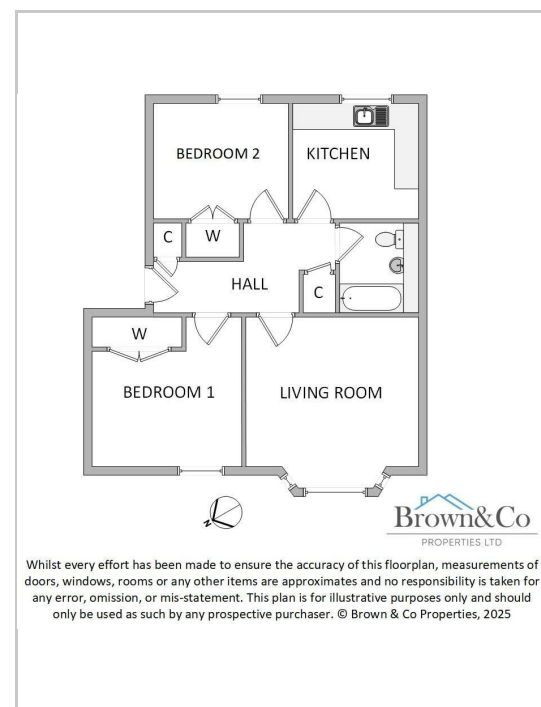 BEDROOM 2
KITCHEN
C
W
HALL
C
W
BEDROOM 1
LIVING ROOM
N
Brown&Co
PROPERTIES LTD
Whilst every effort has been made to ensure the accuracy of this floorplan, measurements of
doors, windows, rooms or any other items are approximates and no responsibility is taken for
any error, omission, or mis-statement. This plan is for illustrative purposes only and should
only be used as such by any prospective purchaser. © Brown & Co Properties, 2025